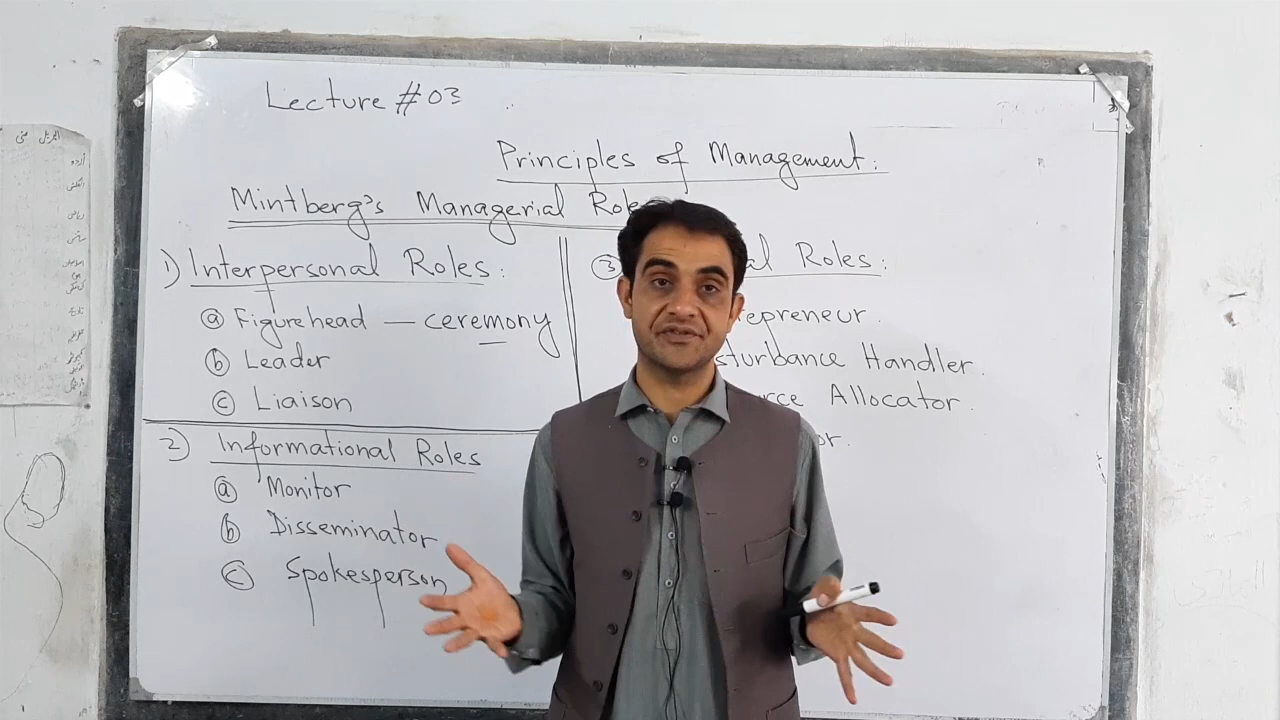 Lecture #03
Principles of Management:
Mintberg's Managerial Role
1) Interpersonal Roles:
ⓐ Figurehead — ceremony
ⓑ Leader
ⓒ Liaison
2) Informational Roles
ⓐ Monitor
ⓑ Disseminator
ⓒ Spokesperson
③ al Roles:
repreneur.
sturbance Handler.
rce Allocator.
or.